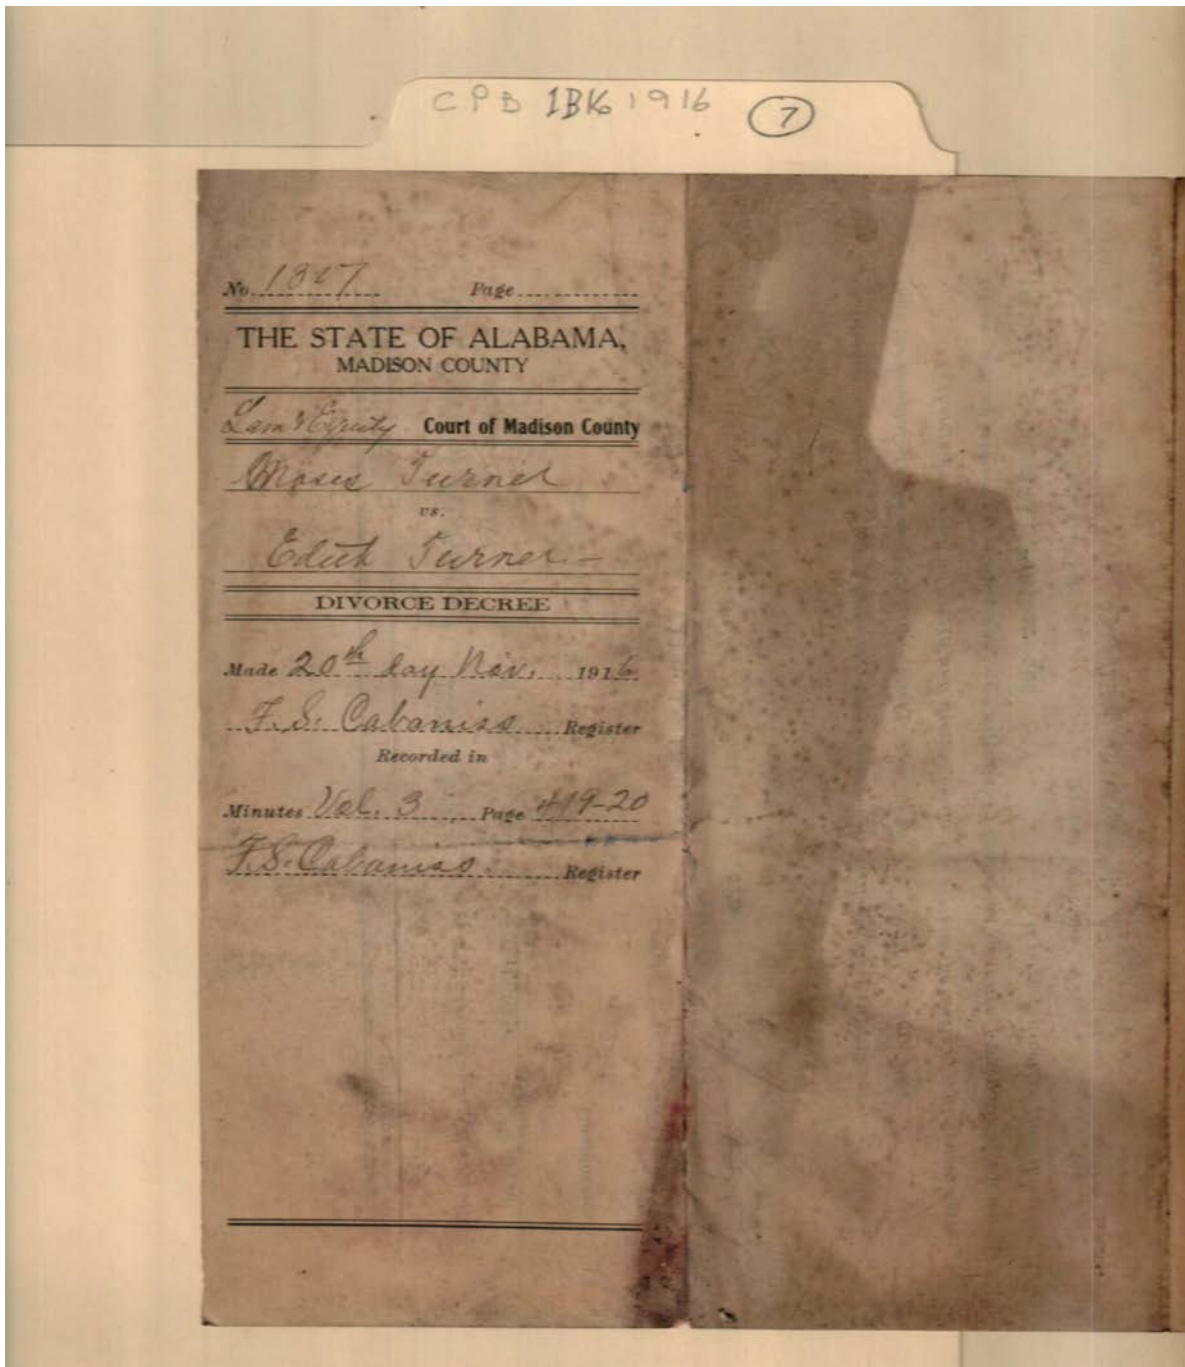 CPB 1BK 1916 7
No. 1827 Page
THE STATE OF ALABAMA,
MADISON COUNTY
Law & Equity Court of Madison County
Moses Turner
vs.
Edith Turner –
DIVORCE DECREE
Made 20th day Nov. 1916.
F.S. Cabaniss Register
Recorded in
Minutes Vol. 3 Page 419-20
F.S. Cabaniss Register